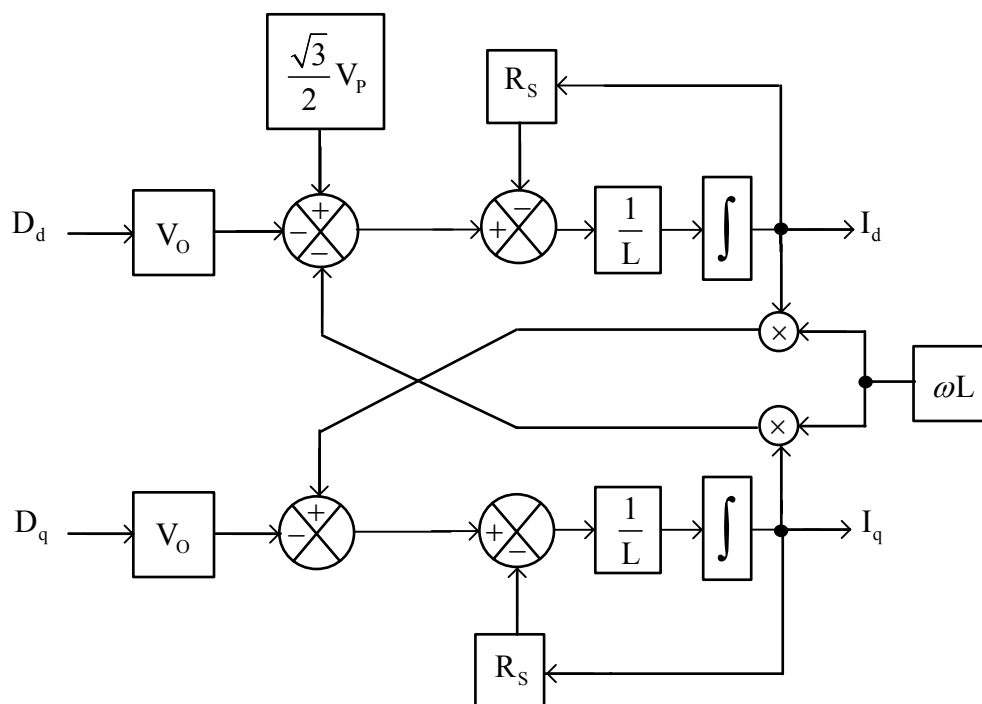 √3/2 V_P
R_S
D_d
V_O
+
−
−
−
+
1/L
∫
I_d
×
ωL
×
D_q
V_O
+
−
+
−
1/L
∫
I_q
R_S